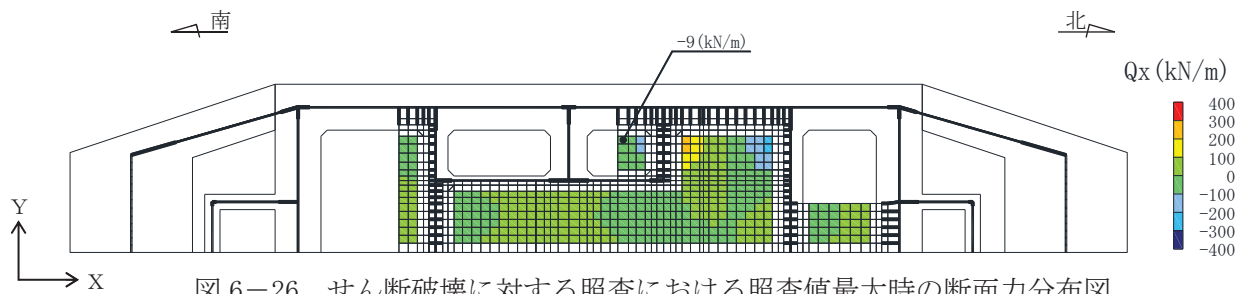 南
北
-9(kN/m)
Qx(kN/m)
400
300
200
100
0
-100
-200
-300
-400
Y
X
図 6-26 せん断破壊に対する照査における照査値最大時の断面力分布図